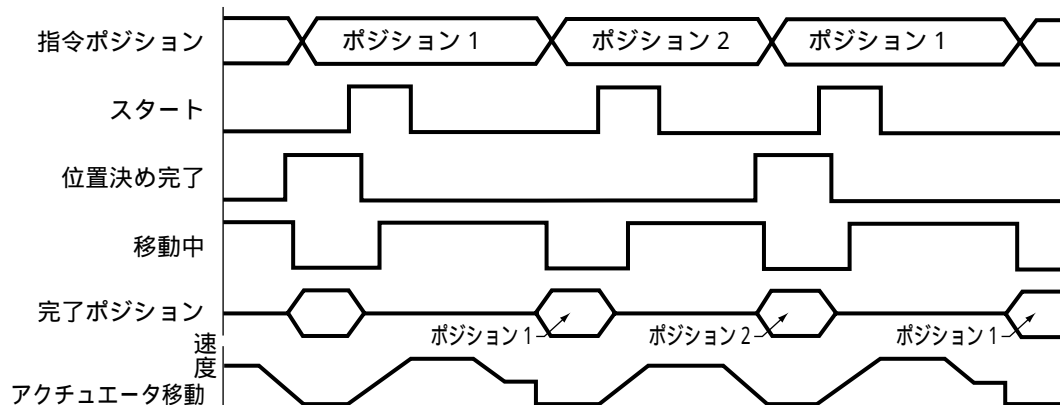 指令ポジション
ポジション 1
ポジション 2
ポジション 1
スタート
位置決め完了
移動中
完了ポジション
ポジション 1
ポジション 2
ポジション 1
速度
アクチュエータ移動